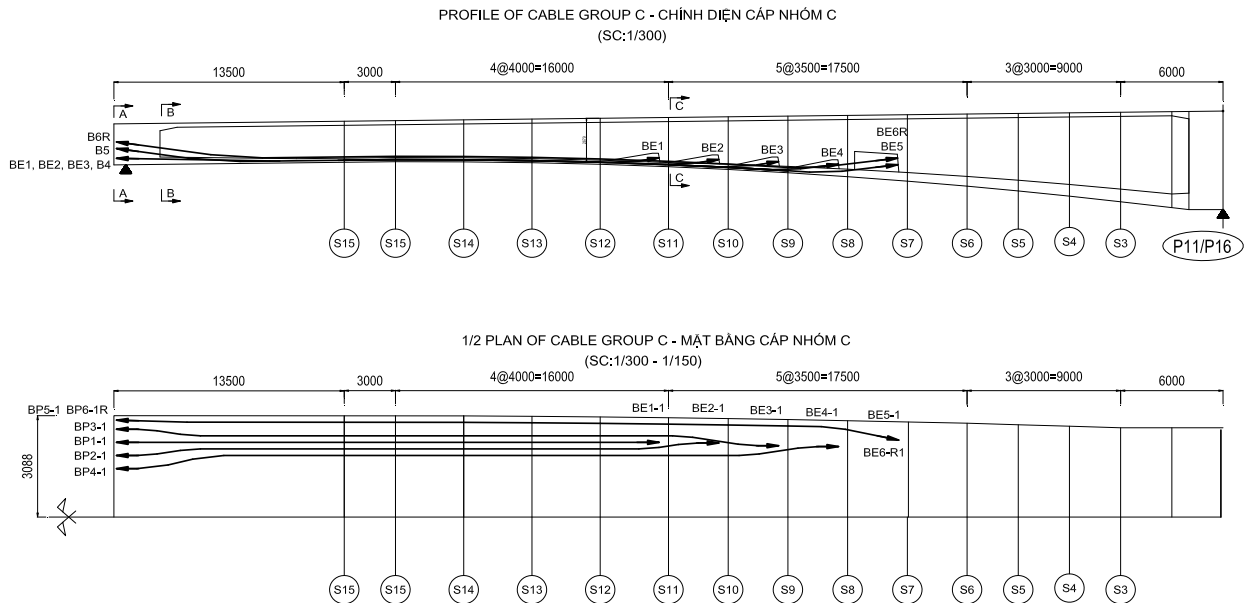 PROFILE OF CABLE GROUP C - CHÍNH DIỆN CÁP NHÓM C
(SC:1/300)
13500 3000 4@4000=16000 5@3500=17500 3@3000=9000 6000
A B C
B6R
B5
BE1, BE2, BE3, B4
BE1 BE2 BE3 BE4 BE6R
BE5
A B C
S15 S15 S14 S13 S12 S11 S10 S9 S8 S7 S6 S5 S4 S3
P11/P16
1/2 PLAN OF CABLE GROUP C - MẶT BẰNG CÁP NHÓM C
(SC:1/300 - 1/150)
13500 3000 4@4000=16000 5@3500=17500 3@3000=9000 6000
BP5-1 BP6-1R
BE1-1 BE2-1 BE3-1 BE4-1 BE5-1
BP3-1
BP1-1
BP2-1
BP4-1
BE6-R1
3088
S15 S15 S14 S13 S12 S11 S10 S9 S8 S7 S6 S5 S4 S3